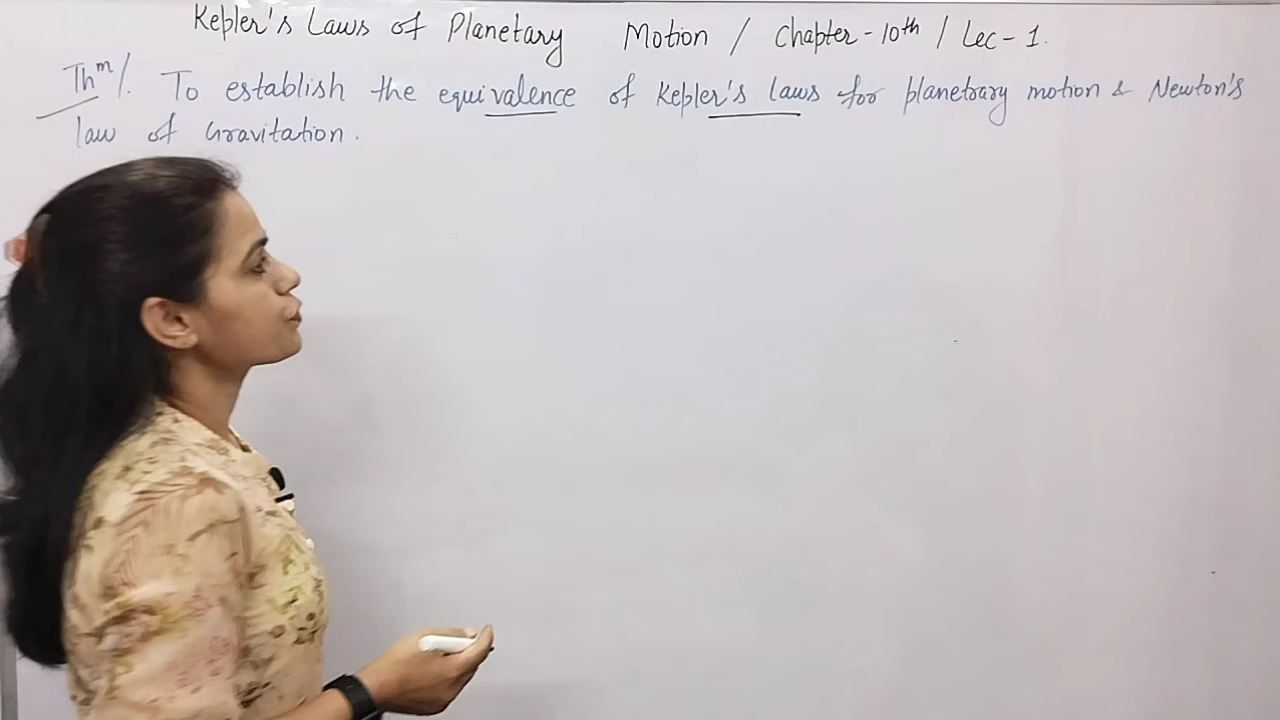 Kepler's Laws of Planetary Motion / Chapter-10th / Lec-1.
Thm/. To establish the equivalence of Kepler's laws for planetrary motion & Newton's
law of Gravitation.